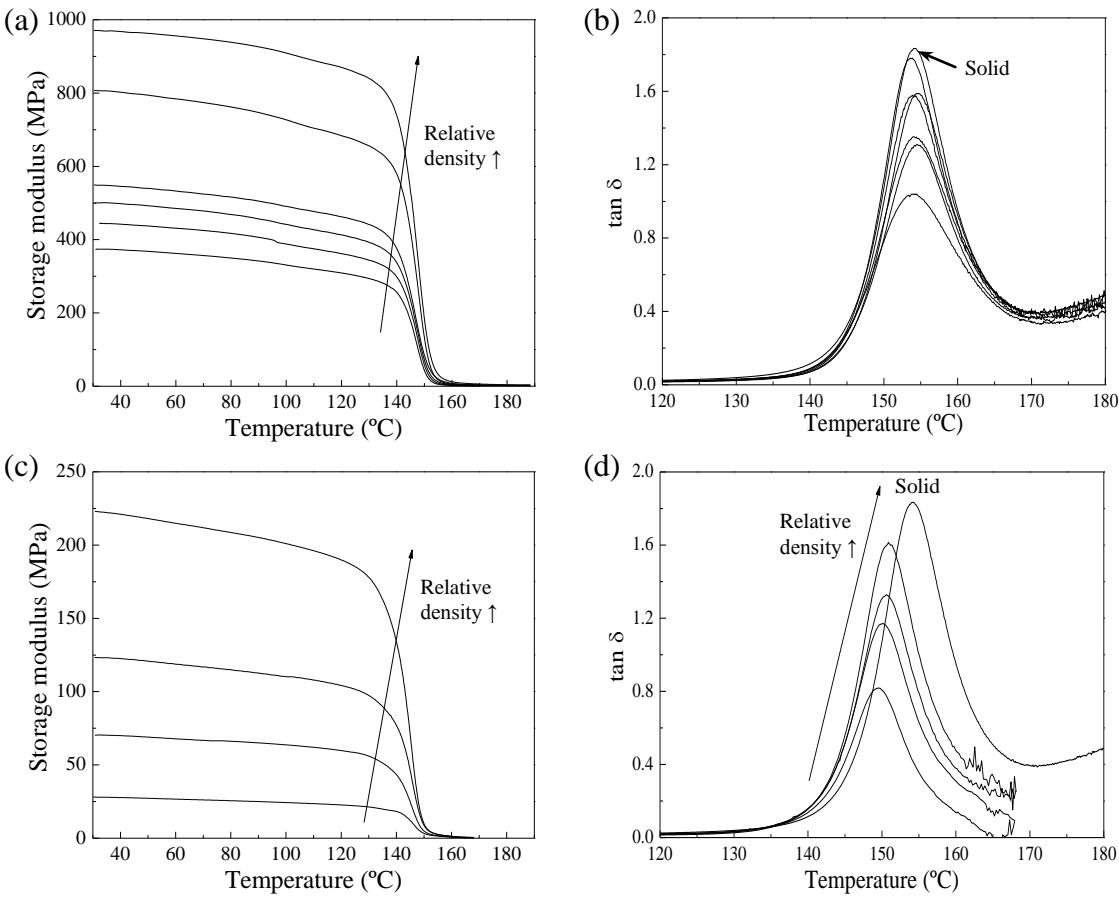 (a)
1000
800
600
400
200
0
Storage modulus (MPa)
Relative
density ↑
40 60 80 100 120 140 160 180
Temperature (ºC)
(b)
2.0
1.6
1.2
0.8
0.4
0.0
tan δ
Solid
120 130 140 150 160 170 180
Temperature (ºC)
(c)
250
200
150
100
50
0
Storage modulus (MPa)
Relative
density ↑
40 60 80 100 120 140 160 180
Temperature (ºC)
(d)
2.0
1.6
1.2
0.8
0.4
0.0
tan δ
Solid
Relative
density ↑
120 130 140 150 160 170 180
Temperature (ºC)